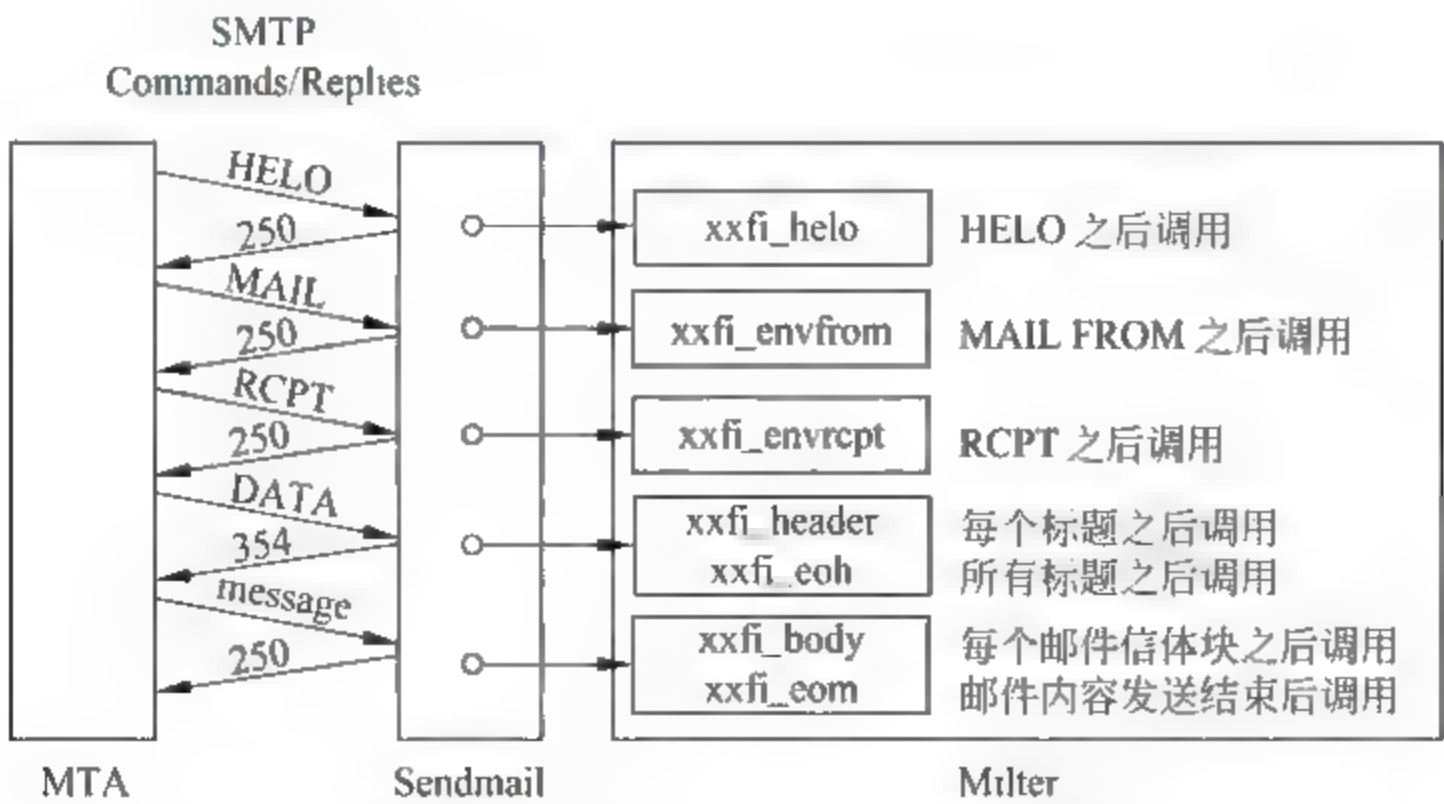 SMTP
Commands/Replies
HELO
250
xxfi_helo
HELO 之后调用
MAIL
250
xxfi_envfrom
MAIL FROM 之后调用
RCPT
250
xxfi_envrcpt
RCPT 之后调用
DATA
354
xxfi_header
每个标题之后调用
xxfi_eoh
所有标题之后调用
message
250
xxfi_body
每个邮件信体块之后调用
xxfi_eom
邮件内容发送结束后调用
MTA
Sendmail
Milter